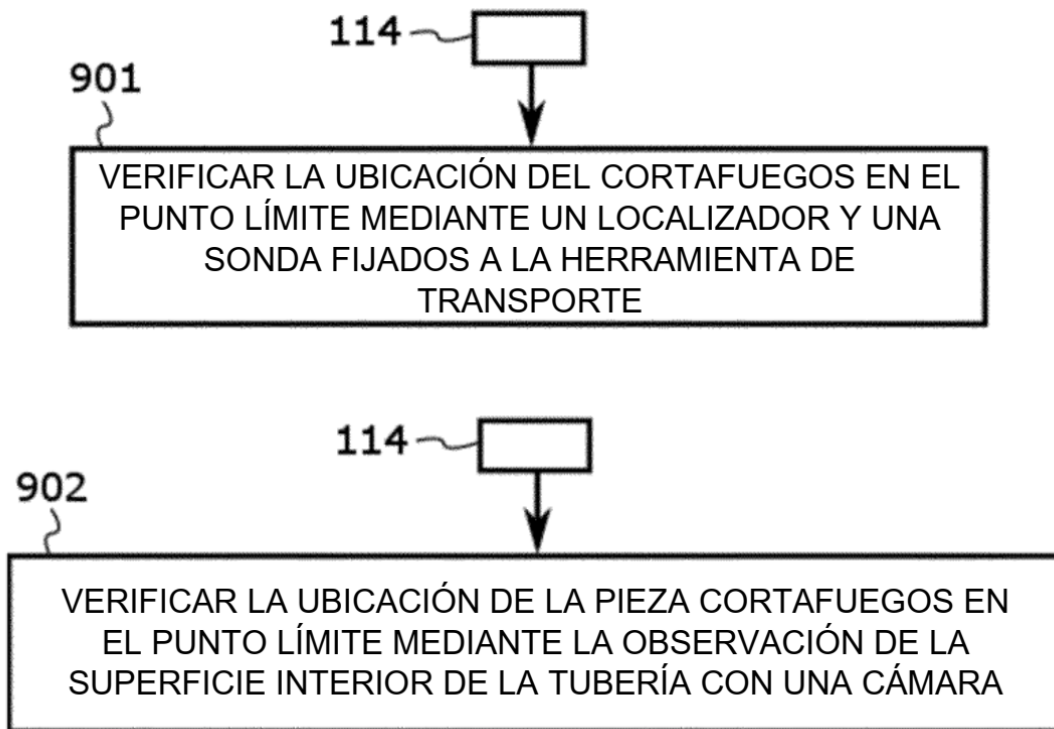 114
901
VERIFICAR LA UBICACIÓN DEL CORTAFUEGOS EN EL
PUNTO LÍMITE MEDIANTE UN LOCALIZADOR Y UNA
SONDA FIJADOS A LA HERRAMIENTA DE
TRANSPORTE
114
902
VERIFICAR LA UBICACIÓN DE LA PIEZA CORTAFUEGOS EN
EL PUNTO LÍMITE MEDIANTE LA OBSERVACIÓN DE LA
SUPERFICIE INTERIOR DE LA TUBERÍA CON UNA CÁMARA